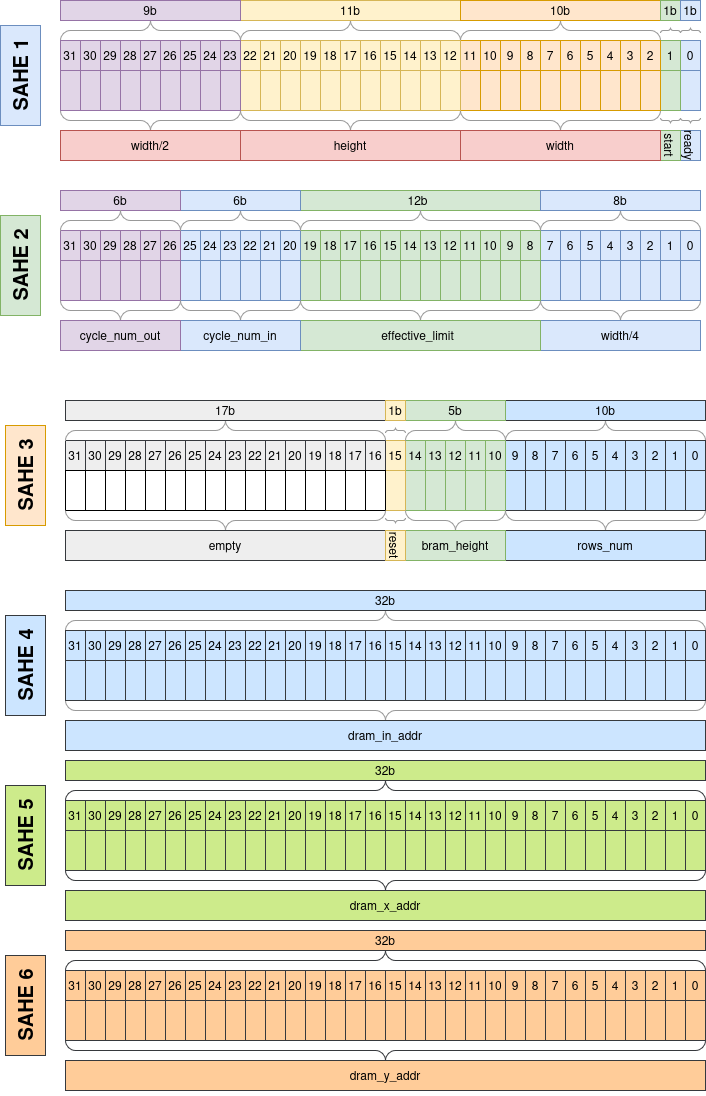 9b 11b 10b 1b 1b
SAHE 1
31 30 29 28 27 26 25 24 23 22 21 20 19 18 17 16 15 14 13 12 11 10 9 8 7 6 5 4 3 2 1 0
width/2 height width start ready
6b 6b 12b 8b
SAHE 2
31 30 29 28 27 26 25 24 23 22 21 20 19 18 17 16 15 14 13 12 11 10 9 8 7 6 5 4 3 2 1 0
cycle_num_out cycle_num_in effective_limit width/4
17b 1b 5b 10b
SAHE 3
31 30 29 28 27 26 25 24 23 22 21 20 19 18 17 16 15 14 13 12 11 10 9 8 7 6 5 4 3 2 1 0
empty reset bram_height rows_num
32b
SAHE 4
31 30 29 28 27 26 25 24 23 22 21 20 19 18 17 16 15 14 13 12 11 10 9 8 7 6 5 4 3 2 1 0
dram_in_addr
32b
SAHE 5
31 30 29 28 27 26 25 24 23 22 21 20 19 18 17 16 15 14 13 12 11 10 9 8 7 6 5 4 3 2 1 0
dram_x_addr
32b
SAHE 6
31 30 29 28 27 26 25 24 23 22 21 20 19 18 17 16 15 14 13 12 11 10 9 8 7 6 5 4 3 2 1 0
dram_y_addr